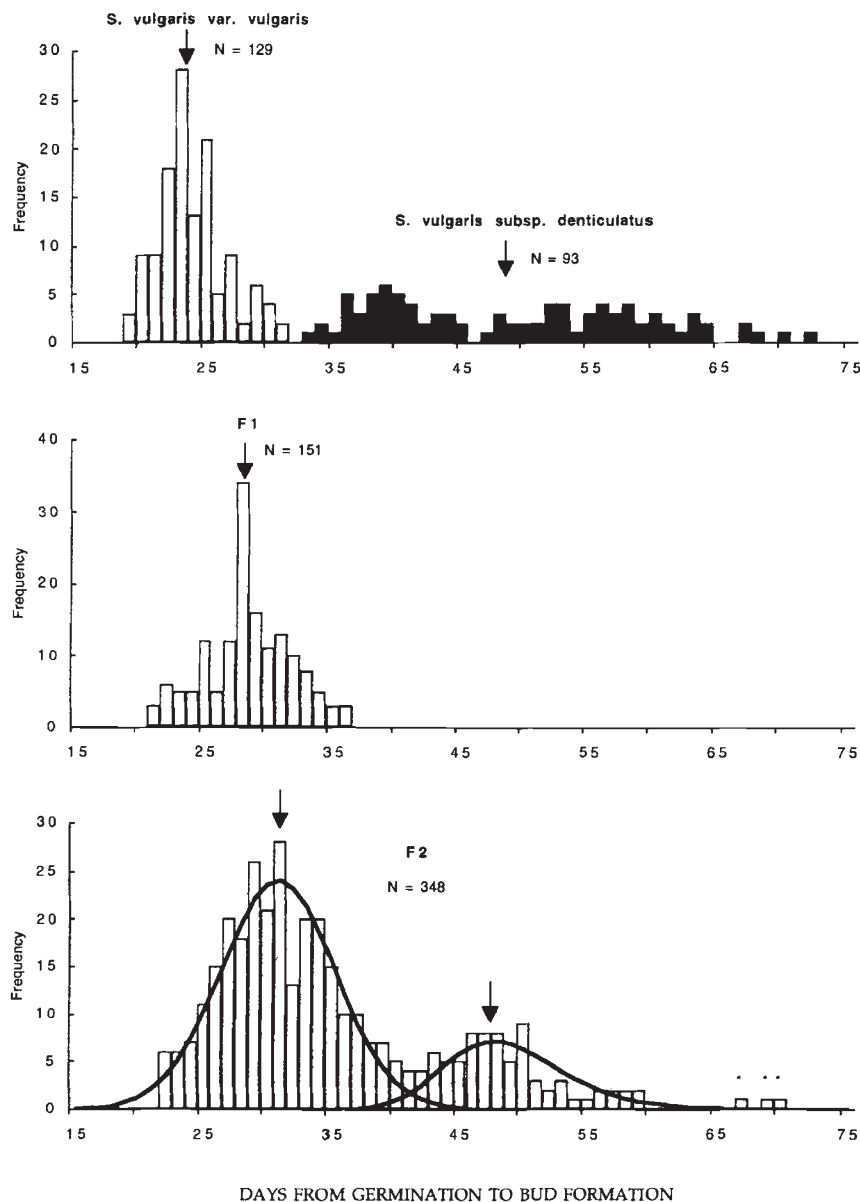 S. vulgaris var. vulgaris
N = 129
30
25
20
15
10
5
0
Frequency
S. vulgaris subsp. denticulatus
N = 93
15 25 35 45 55 65 75
F1
N = 151
40
30
20
10
0
Frequency
15 25 35 45 55 65 75
F2
N = 348
30
25
20
15
10
5
0
Frequency
15 25 35 45 55 65 75
DAYS FROM GERMINATION TO BUD FORMATION